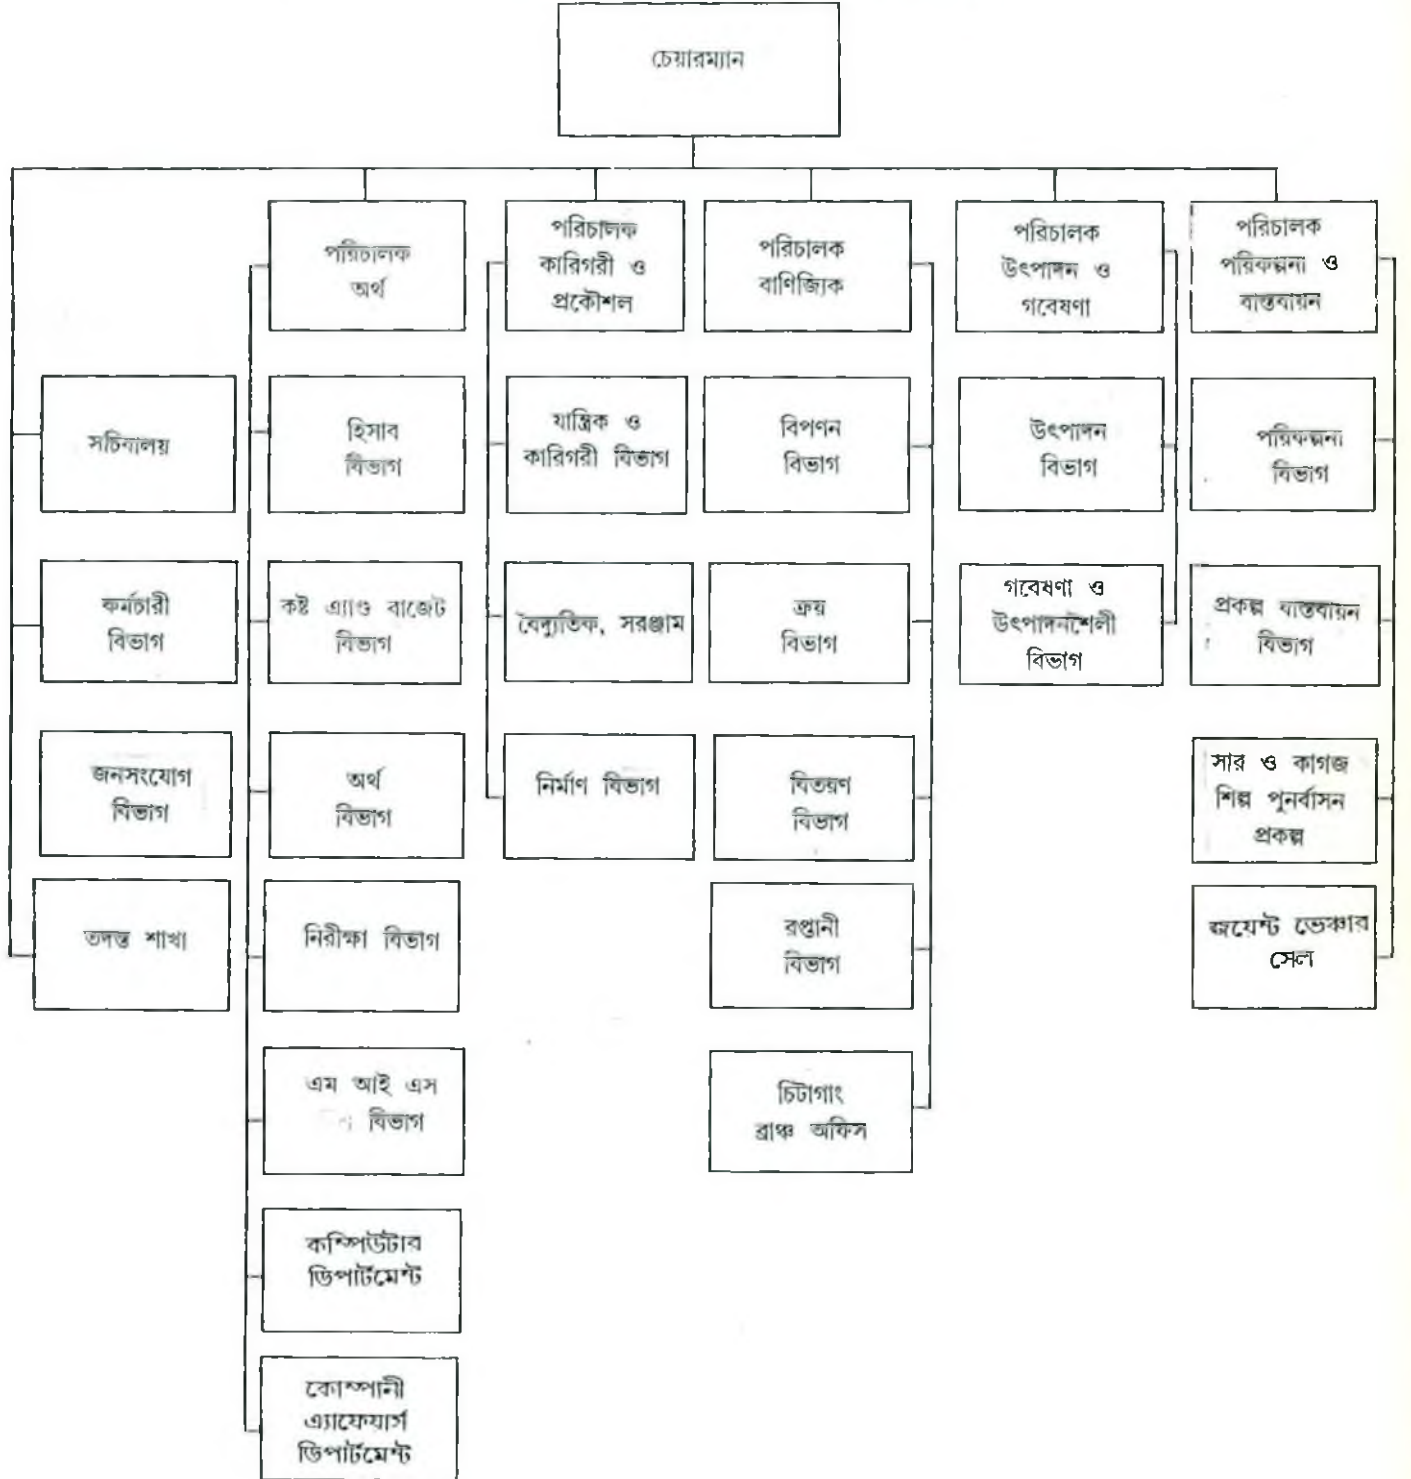 চেয়ারম্যান
পরিচালক
অর্থ
পরিচালক
কারিগরী ও
প্রকৌশল
পরিচালক
বাণিজ্যিক
পরিচালক
উৎপাদন ও
গবেষণা
পরিচালক
পরিকল্পনা ও
বাস্তবায়ন
সচিবালয়
হিসাব
বিভাগ
যান্ত্রিক ও
কারিগরী বিভাগ
বিপণন
বিভাগ
উৎপাদন
বিভাগ
পরিকল্পনা
বিভাগ
কর্মচারী
বিভাগ
কষ্ট এ্যাণ্ড বাজেট
বিভাগ
বৈদ্যুতিক, সরঞ্জাম
ক্রয়
বিভাগ
গবেষণা ও
উৎপাদনশৈলী
বিভাগ
প্রকল্প বাস্তবায়ন
বিভাগ
জনসংযোগ
বিভাগ
অর্থ
বিভাগ
নির্মাণ বিভাগ
বিতরণ
বিভাগ
সার ও কাগজ
শিল্প পুনর্বাসন
প্রকল্প
তদন্ত শাখা
নিরীক্ষা বিভাগ
রপ্তানী
বিভাগ
জয়েন্ট ভেঞ্চার
সেল
এম আই এস
বিভাগ
চিটাগাং
ব্রাঞ্চ অফিস
কম্পিউটার
ডিপার্টমেন্ট
কোম্পানী
এ্যাফেয়ার্স
ডিপার্টমেন্ট